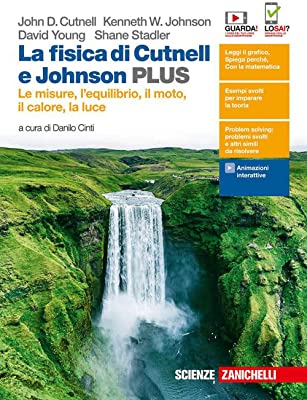 John D. Cutnell Kenneth W. Johnson
David Young Shane Stadler
La fisica di Cutnell
e Johnson PLUS
Le misure, l'equilibrio, il moto,
il calore, la luce
a cura di Danilo Cinti
GUARDA!
LOSAI?
Leggi il grafico,
Spiega perché,
Con la matematica
Esempi svolti
per imparare
la teoria
Problem solving:
problemi svolti
e altri simili
da risolvere
Animazioni
interattive
SCIENZE ZANICHELLI